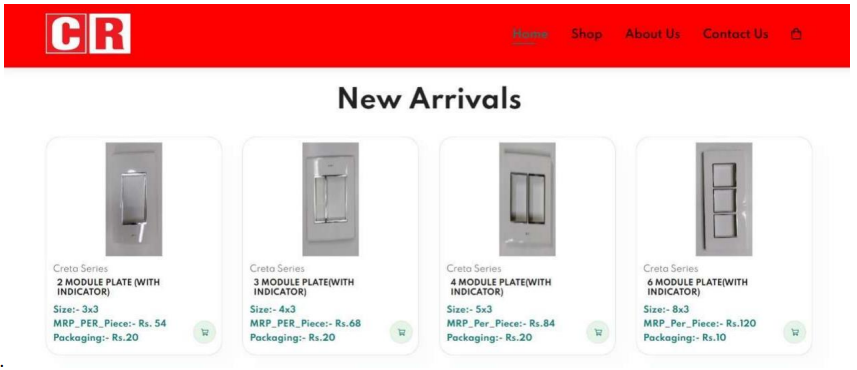 CR
Home Shop About Us Contact Us
New Arrivals
Creta Series
2 MODULE PLATE (WITH
INDICATOR)
Size:- 3x3
MRP_PER_Piece:- Rs. 54
Packaging:- Rs.20
Creta Series
3 MODULE PLATE(WITH
INDICATOR)
Size:- 4x3
MRP_PER_Piece:- Rs.68
Packaging:- Rs.20
Creta Series
4 MODULE PLATE(WITH
INDICATOR)
Size:- 5x3
MRP_Per_Piece:- Rs.84
Packaging:- Rs.20
Creta Series
6 MODULE PLATE(WITH
INDICATOR)
Size:- 8x3
MRP_Per_Piece:- Rs.120
Packaging:- Rs.10
.